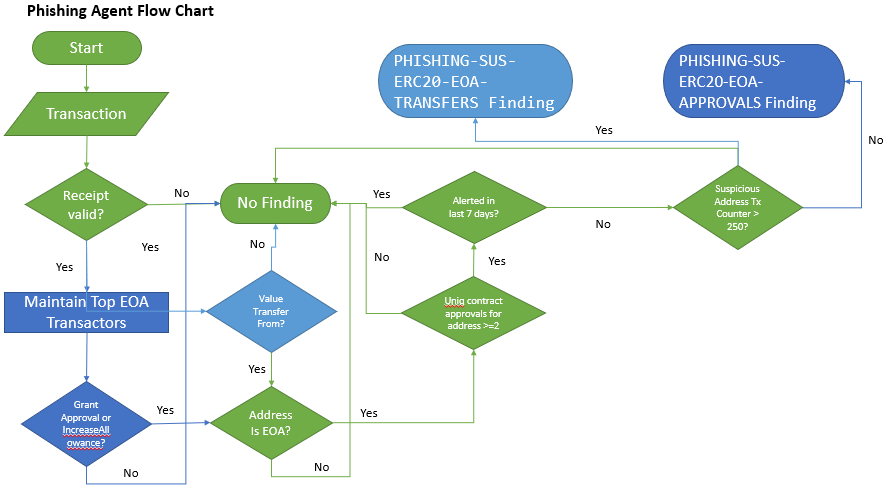 Phishing Agent Flow Chart
Start
PHISHING-SUS-
ERC20-EOA-
TRANSFERS Finding
PHISHING-SUS-
ERC20-EOA-
APPROVALS Finding
Transaction
Yes
No
Receipt
valid?
No
No Finding
Yes
Alerted in
last 7 days?
No
Suspicious
Address Tx
Counter >
250?
Yes
No
Yes
No
Yes
Maintain Top EOA
Transactors
Value
Transfer
From?
Uniq contract
approvals for
address >=2
Yes
Grant
Approval or
IncreaseAll
owance?
Yes
Address
Is EOA?
Yes
No
No